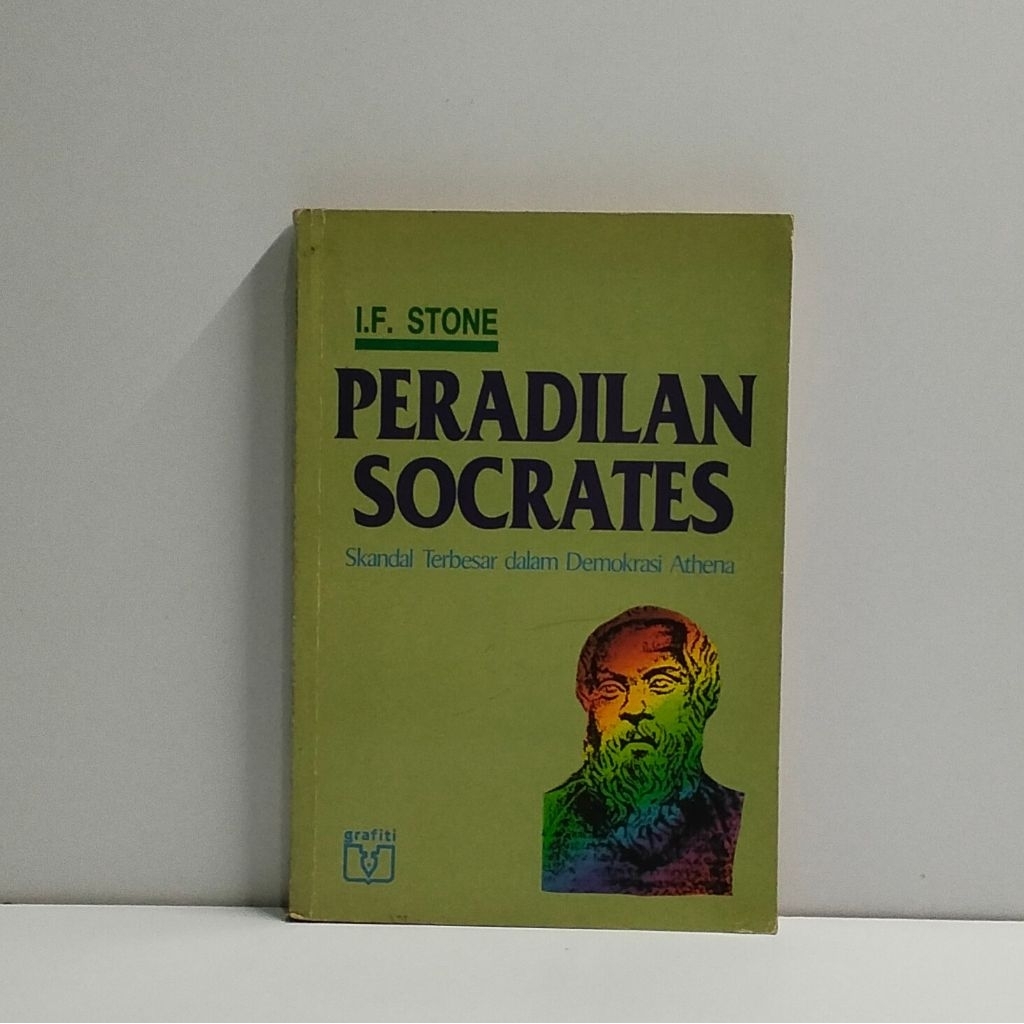 I.F. STONE
PERADILAN
SOCRATES
Skandal Terbesar dalam Demokrasi Athena
grafiti